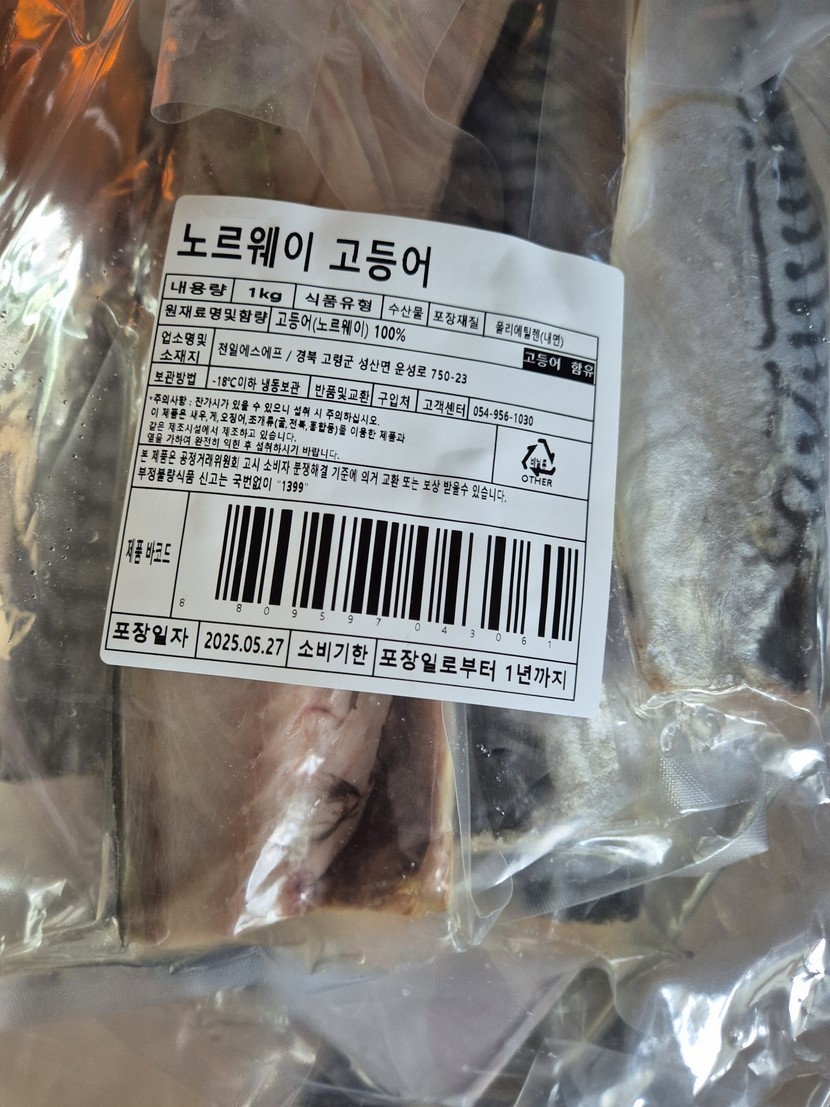 노르웨이 고등어
내용량 1kg 식품유형 수산물 포장재질 폴리에틸렌(내면)
원재료명및함량 고등어(노르웨이) 100%
고등어 함유
업소명및 소재지 천일에스에프 / 경북 고령군 성산면 운성로 750-23
보관방법 -18℃이하 냉동보관 반품및교환 구입처 고객센터 054-956-1030
*주의사항 : 잔가시가 있을 수 있으니 섭취 시 주의하십시오.
이 제품은 새우,게,오징어,조개류(굴,전복,홍합등)를 이용한 제품과
같은 제조시설에서 제조하고 있습니다.
열을 가하여 완전히 익힌 후 섭취하시기 바랍니다.
비닐류
OTHER
본 제품은 공정거래위원회 고시 소비자 분쟁해결 기준에 의거 교환 또는 보상 받을수 있습니다.
부정불량식품 신고는 국번없이 "1399"
제품 바코드
8 809597043061
포장일자 2025.05.27 소비기한 포장일로부터 1년까지